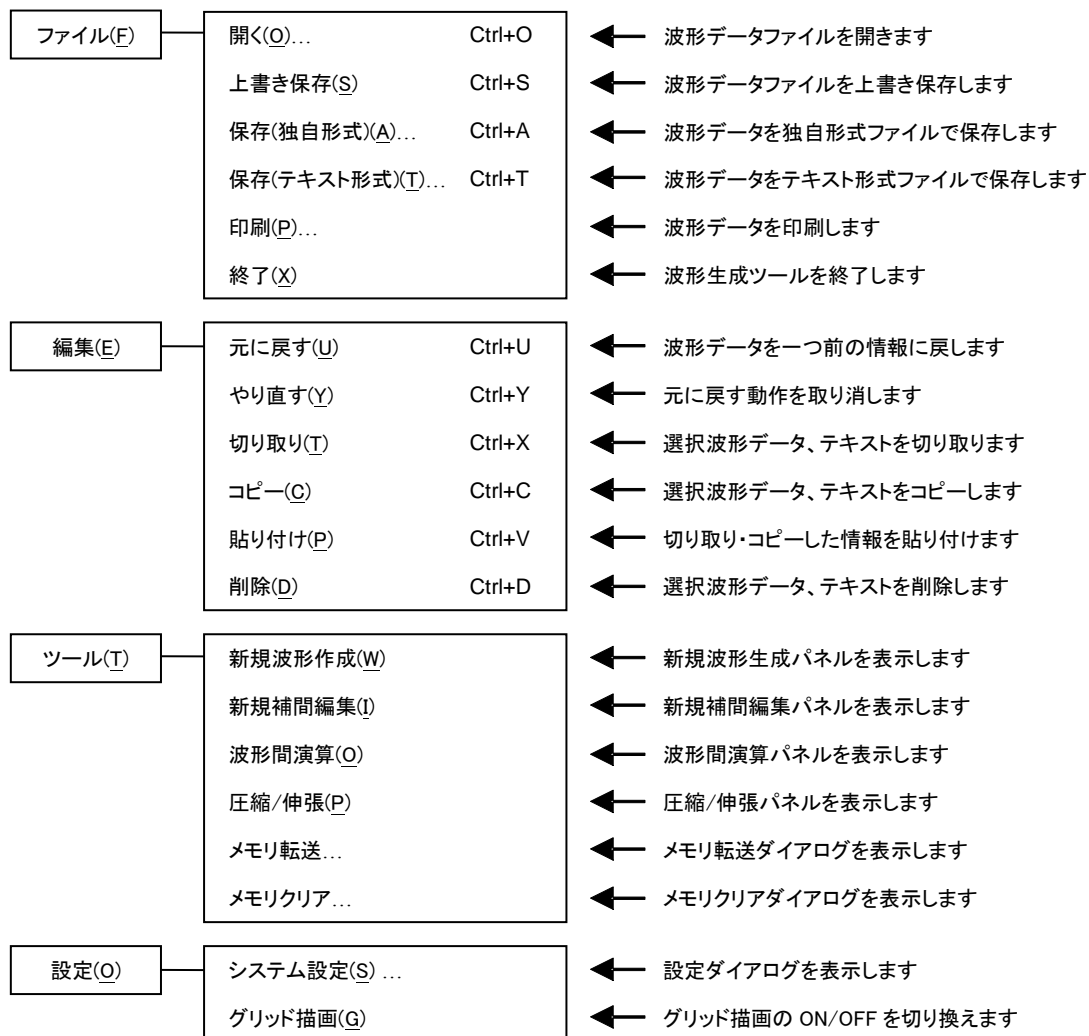 ファイル(F) 開く(O)... Ctrl+O 波形データファイルを開きます
上書き保存(S) Ctrl+S 波形データファイルを上書き保存します
保存(独自形式)(A)... Ctrl+A 波形データを独自形式ファイルで保存します
保存(テキスト形式)(T)... Ctrl+T 波形データをテキスト形式ファイルで保存します
印刷(P)... 波形データを印刷します
終了(X) 波形生成ツールを終了します
編集(E) 元に戻す(U) Ctrl+U 波形データを一つ前の情報に戻します
やり直す(Y) Ctrl+Y 元に戻す動作を取り消します
切り取り(T) Ctrl+X 選択波形データ、テキストを切り取ります
コピー(C) Ctrl+C 選択波形データ、テキストをコピーします
貼り付け(P) Ctrl+V 切り取り・コピーした情報を貼り付けます
削除(D) Ctrl+D 選択波形データ、テキストを削除します
ツール(T) 新規波形作成(W) 新規波形生成パネルを表示します
新規補間編集(I) 新規補間編集パネルを表示します
波形間演算(O) 波形間演算パネルを表示します
圧縮/伸張(P) 圧縮/伸張パネルを表示します
メモリ転送... メモリ転送ダイアログを表示します
メモリクリア... メモリクリアダイアログを表示します
設定(O) システム設定(S) ... 設定ダイアログを表示します
グリッド描画(G) グリッド描画の ON/OFF を切り換えます